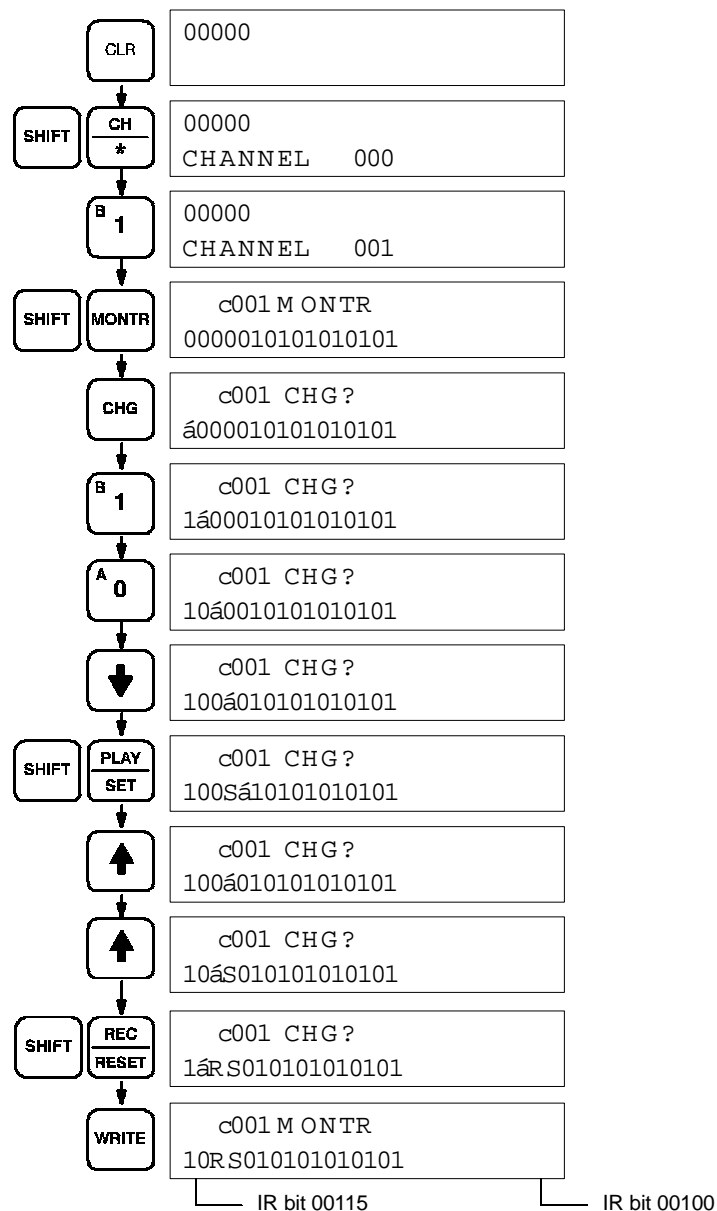 CLR
00000
SHIFT
CH
*
00000
CHANNEL 000
B
1
00000
CHANNEL 001
SHIFT
MONTR
c001 MONTR
0000010101010101
CHG
c001 CHG?
á000010101010101
B
1
c001 CHG?
1á00010101010101
A
0
c001 CHG?
10á0010101010101
c001 CHG?
100á010101010101
SHIFT
PLAY
SET
c001 CHG?
100Sá10101010101
c001 CHG?
100á010101010101
c001 CHG?
10áS010101010101
SHIFT
REC
RESET
c001 CHG?
1áRS010101010101
WRITE
c001 MONTR
10RS010101010101
IR bit 00115
IR bit 00100